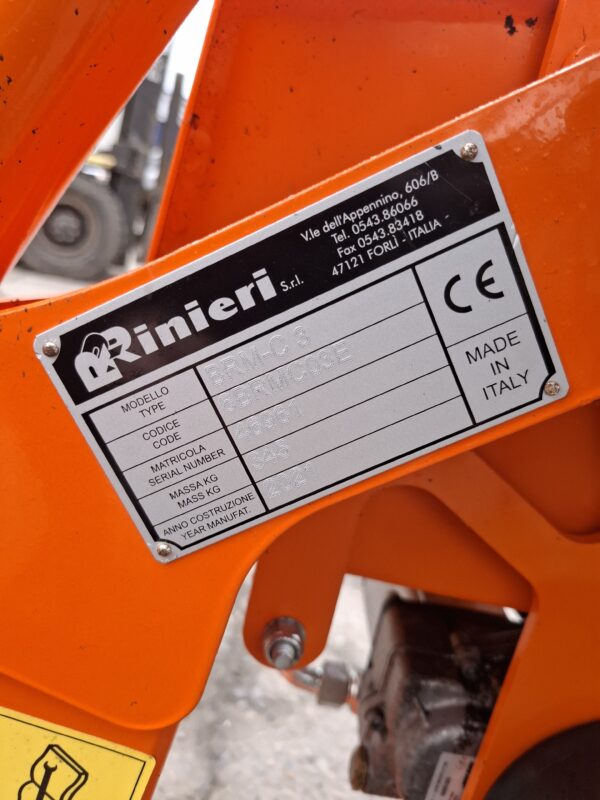 Rinieri S.r.l.
V.le dell'Appennino, 606/B
Tel. 0543.86066
Fax 0543.83418
47121 FORLÌ - ITALIA -
MODELLO
TYPE
BRM-C 3
CODICE
CODE
MATRICOLA
SERIAL NUMBER
MASSA KG
MASS KG
ANNO COSTRUZIONE
YEAR MANUFAT.
2021
CE
MADE
IN
ITALY